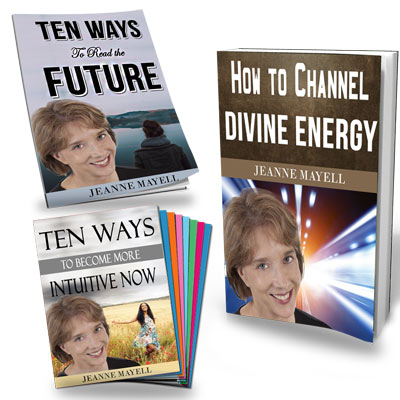 TEN WAYS
To Read the
FUTURE
JEANNE MAYELL
HOW TO CHANNEL
DIVINE ENERGY
JEANNE MAYELL
TEN WAYS
TO BECOME MORE
INTUITIVE NOW
JEANNE MAYELL